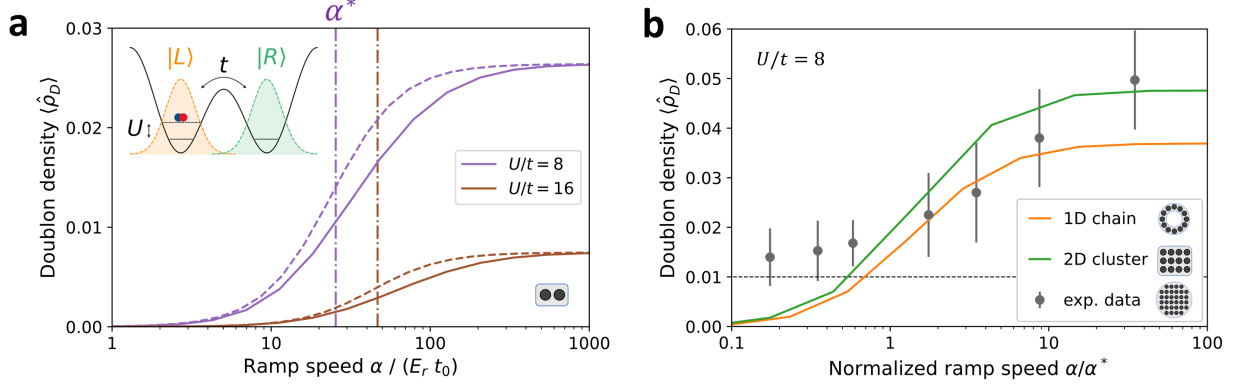 a
α*
0.03
0.02
0.01
0.00
Doublon density ⟨ρ̂_D⟩
|L⟩
|R⟩
t
U
U/t = 8
U/t = 16
1
10
100
1000
Ramp speed α / (E_r t_0)
b
0.06
0.05
0.04
0.03
0.02
0.01
0.00
Doublon density ⟨ρ̂_D⟩
U/t = 8
1D chain
2D cluster
exp. data
0.1
1
10
100
Normalized ramp speed α/α*